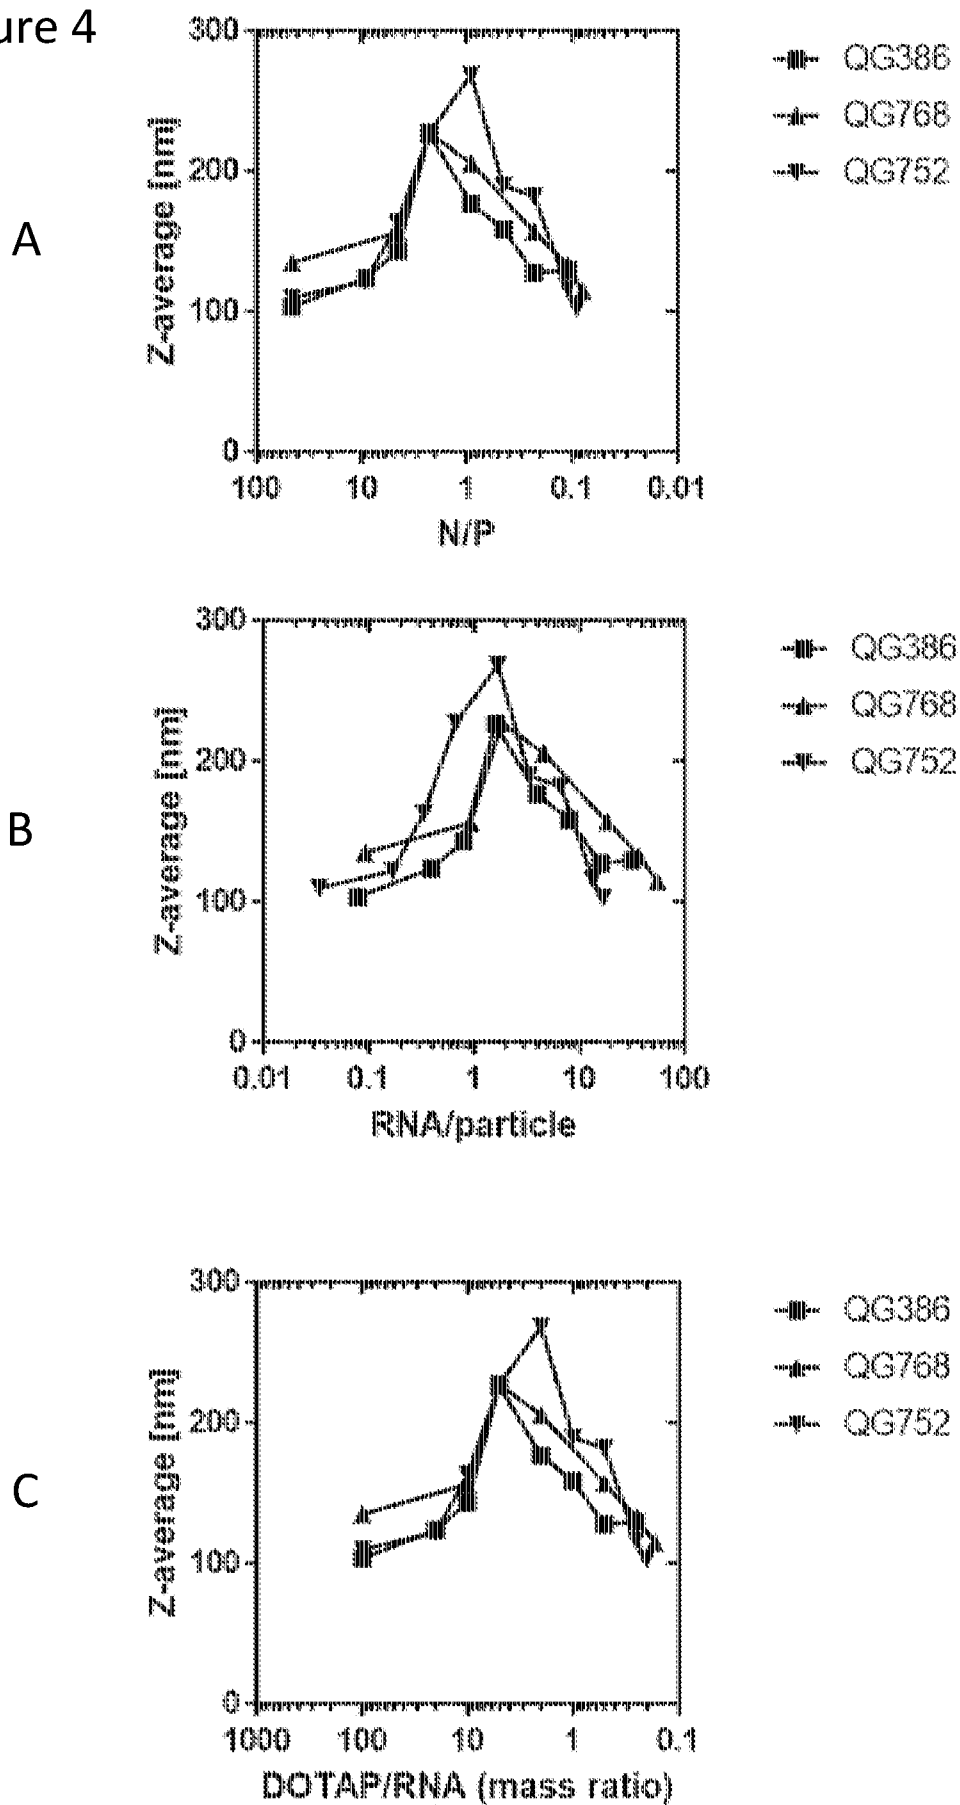 ure 4
A
Z-average [nm]
300
200
100
0
100 10 1 0.1 0.01
N/P
QG386
QG768
QG752
B
Z-average [nm]
300
200
100
0
0.01 0.1 1 10 100
RNA/particle
QG386
QG768
QG752
C
Z-average [nm]
300
200
100
0
1000 100 10 1 0.1
DOTAP/RNA (mass ratio)
QG386
QG768
QG752